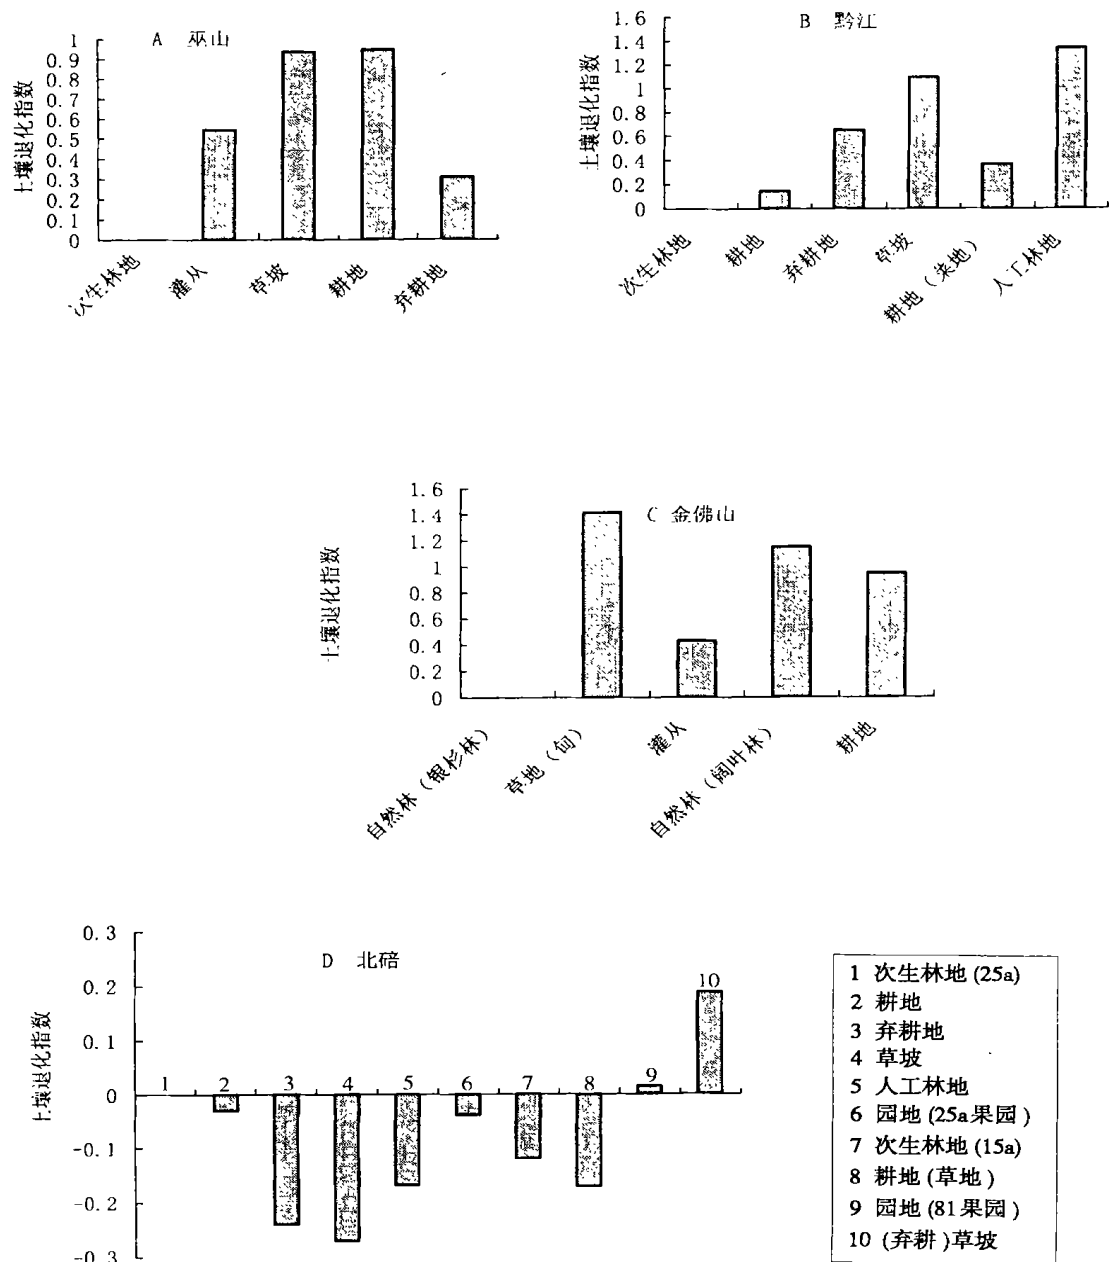 A 巫山
土壤退化指数
1
0.9
0.8
0.7
0.6
0.5
0.4
0.3
0.2
0.1
0
次生林地
灌从
草坡
耕地
弃耕地
B 黔江
土壤退化指数
1.6
1.4
1.2
1
0.8
0.6
0.4
0.2
0
次生林地
耕地
弃耕地
草坡
耕地（梁地）
人工林地
C 金佛山
土壤退化指数
1.6
1.4
1.2
1
0.8
0.6
0.4
0.2
0
自然林（银杉林）
草地（甸）
灌从
自然林（阔叶林）
耕地
D 北碚
土壤退化指数
0.3
0.2
0.1
0
-0.1
-0.2
-0.3
1 2 3 4 5 6 7 8 9 10
1 次生林地 (25a)
2 耕地
3 弃耕地
4 草坡
5 人工林地
6 园地 (25a果园)
7 次生林地 (15a)
8 耕地 (草地)
9 园地 (81果园)
10 (弃耕)草坡